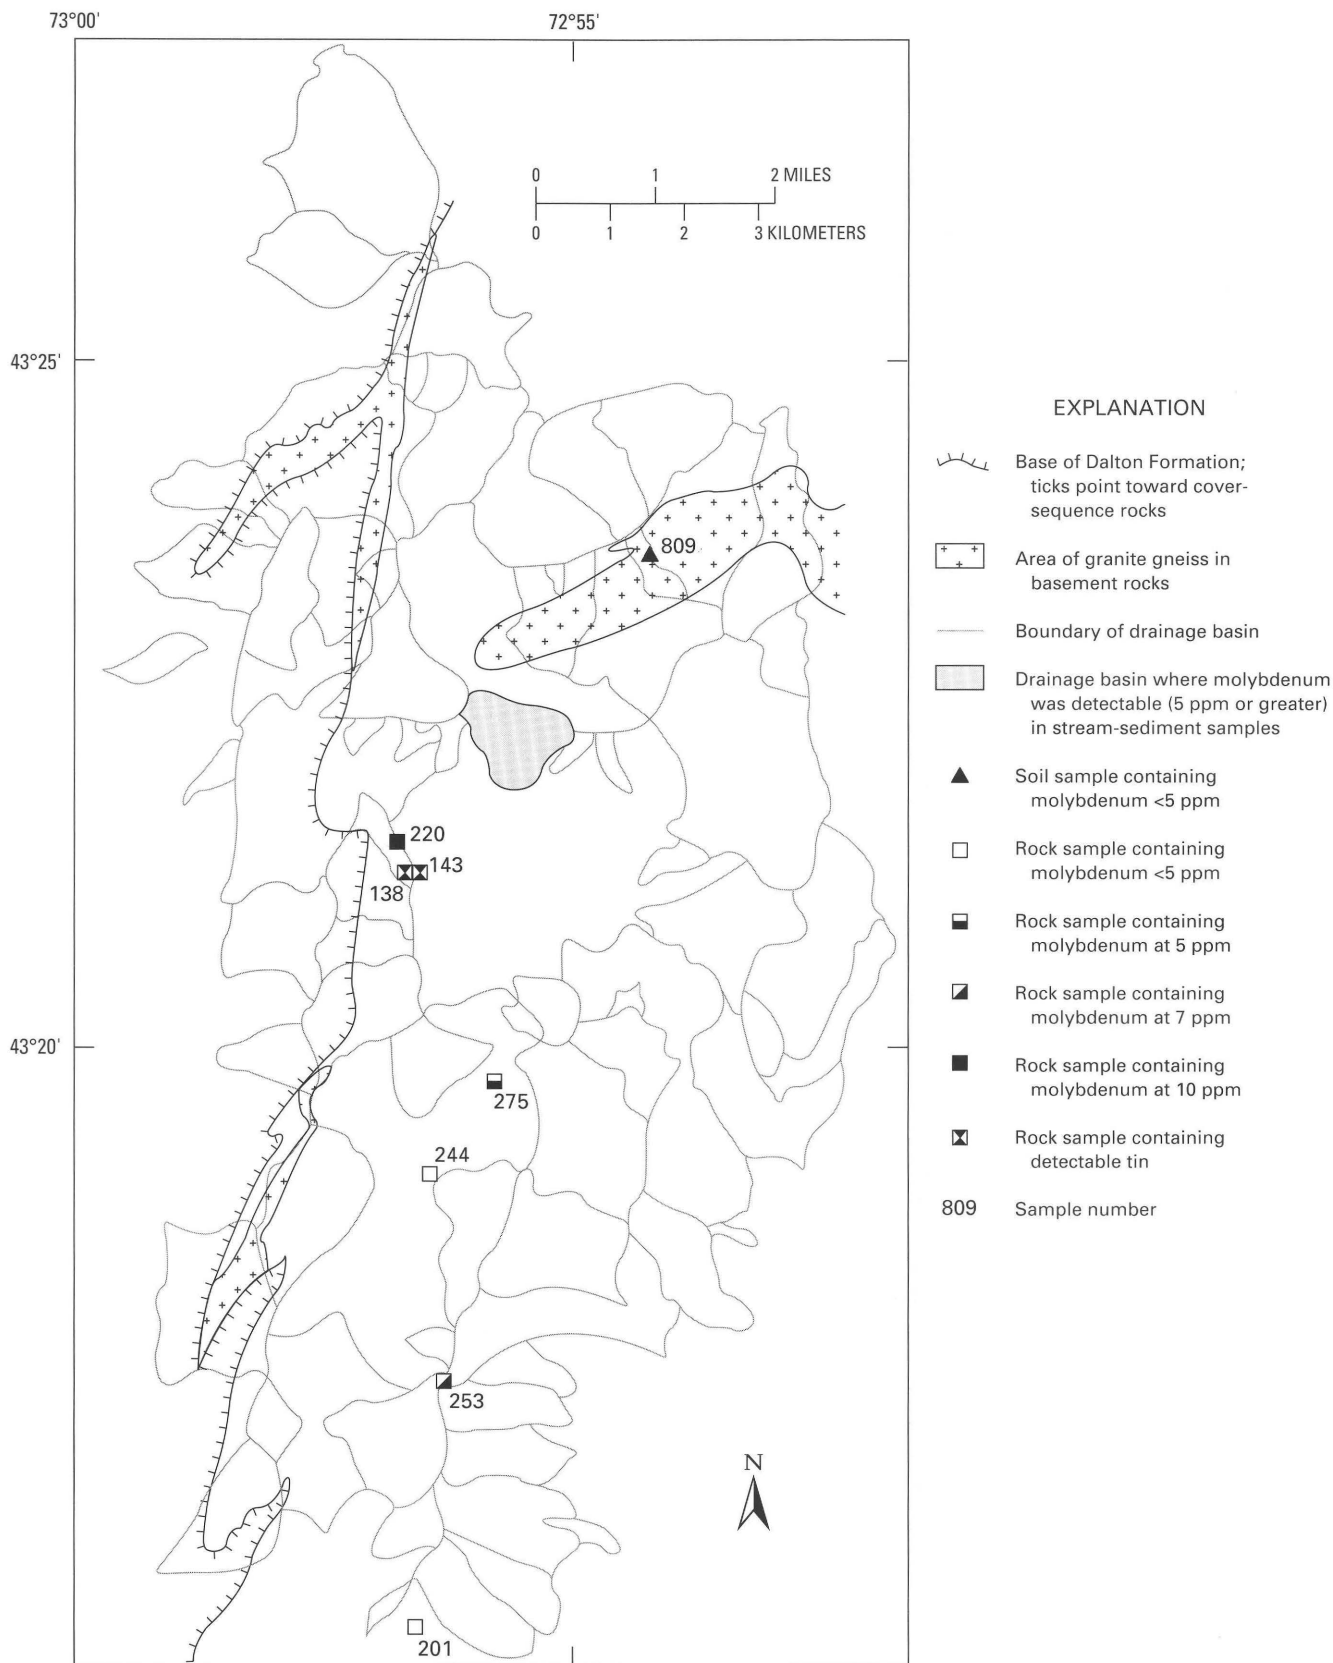 73°00' 72°55'
0 1 2 MILES
0 1 2 3 KILOMETERS
43°25'
EXPLANATION
Base of Dalton Formation;
ticks point toward cover-
sequence rocks
809
Area of granite gneiss in
basement rocks
Boundary of drainage basin
Drainage basin where molybdenum
was detectable (5 ppm or greater)
in stream-sediment samples
Soil sample containing
molybdenum <5 ppm
220
143
138
Rock sample containing
molybdenum <5 ppm
Rock sample containing
molybdenum at 5 ppm
Rock sample containing
molybdenum at 7 ppm
43°20'
Rock sample containing
molybdenum at 10 ppm
275
Rock sample containing
detectable tin
244
809 Sample number
253
N
201